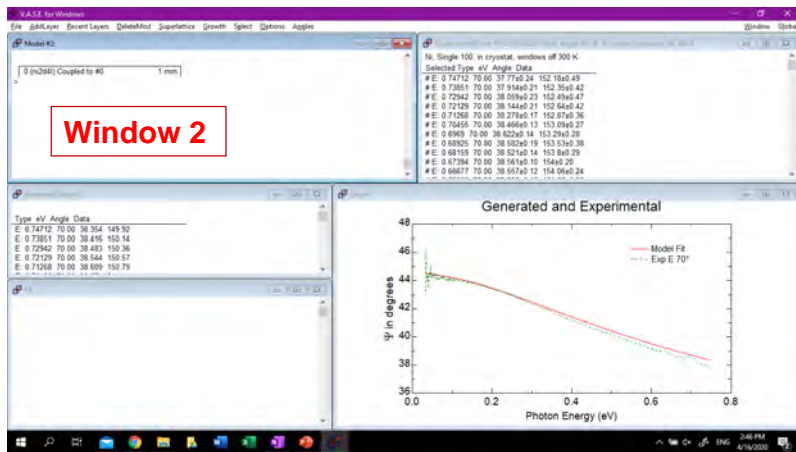 V.A.S.E. for Windows
File AddLayer Recent Layers DeleteMod Superlattice Growth Select Options Angles Window Global
Model #2:
0 (ni2d4l) Coupled to #0 1 mm
>
Window 2
Ni, Single 100, in cryostat, windows off 300 K
Selected Type eV Angle Data
# E: 0.74712 70.00 37.77±0.24 152.18±0.49
# E: 0.73851 70.00 37.914±0.21 152.35±0.42
# E: 0.72942 70.00 38.059±0.23 152.49±0.47
# E: 0.72129 70.00 38.144±0.21 152.64±0.42
# E: 0.71268 70.00 38.278±0.17 152.87±0.36
# E: 0.70455 70.00 38.466±0.13 153.09±0.27
# E: 0.6969 70.00 38.622±0.14 153.29±0.28
# E: 0.68925 70.00 38.582±0.19 153.53±0.38
# E: 0.68159 70.00 38.521±0.14 153.8±0.29
# E: 0.67394 70.00 38.561±0.10 154±0.20
# E: 0.66677 70.00 38.557±0.12 154.06±0.24
Type eV Angle Data
E: 0.74712 70.00 38.354 149.92
E: 0.73851 70.00 38.416 150.14
E: 0.72942 70.00 38.483 150.36
E: 0.72129 70.00 38.544 150.57
E: 0.71268 70.00 38.609 150.79
Generated and Experimental
Model Fit
Exp E 70°
Ψ in degrees
48
46
44
42
40
38
36
0.0 0.2 0.4 0.6 0.8
Photon Energy (eV)
ENG
2:46 PM
4/16/2020